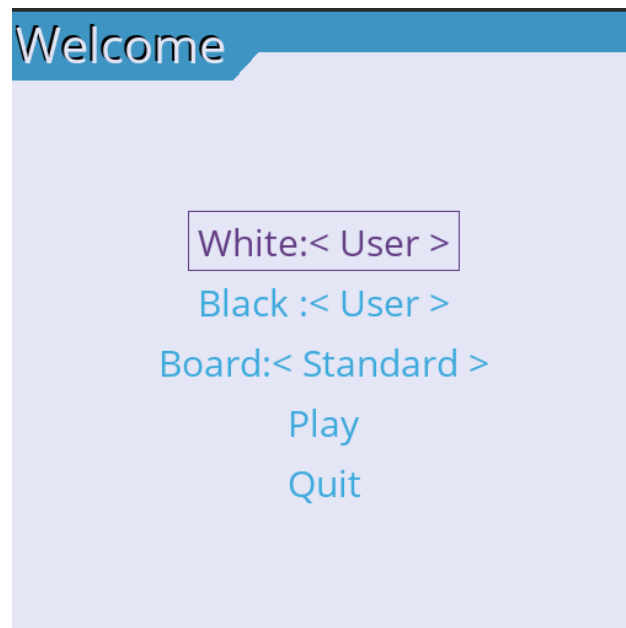 Welcome
White:< User >
Black :< User >
Board:< Standard >
Play
Quit